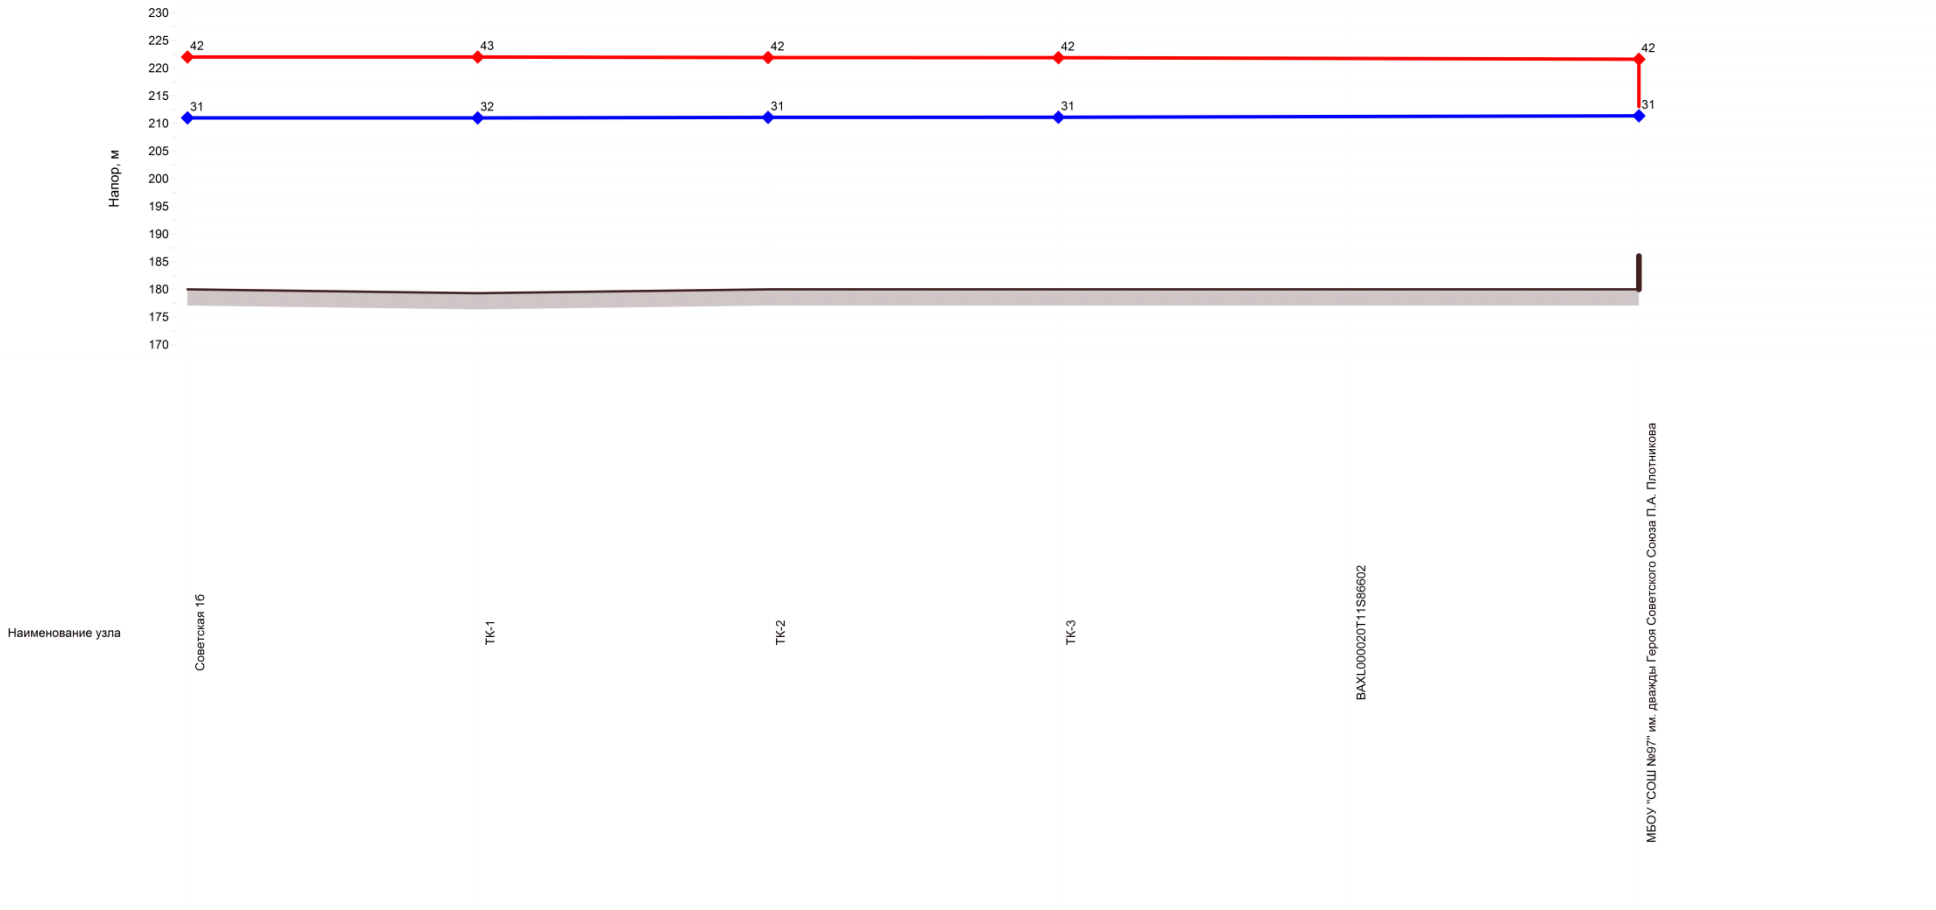 230
225
220
215
210
205
200
195
190
185
180
175
170
Напор, м
42
43
42
42
42
31
32
31
31
31
Наименование узла
Советская 1б
ТК-1
ТК-2
ТК-3
BAXL000020T11S86602
МБОУ "СОШ №97" им. дважды Героя Советского Союза П.А. Плотникова